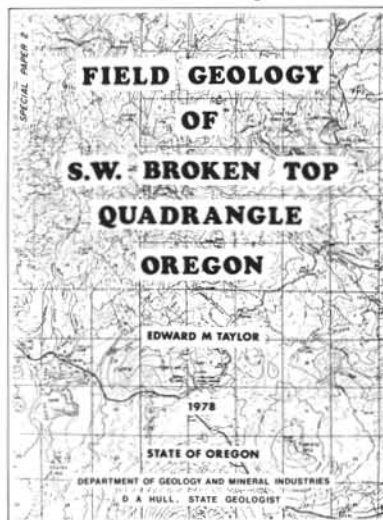 SPECIAL PAPER 2
FIELD GEOLOGY
OF
S.W. BROKEN TOP
QUADRANGLE
OREGON
EDWARD M TAYLOR
1978
STATE OF OREGON
DEPARTMENT OF GEOLOGY AND MINERAL INDUSTRIES
D A HULL, STATE GEOLOGIST